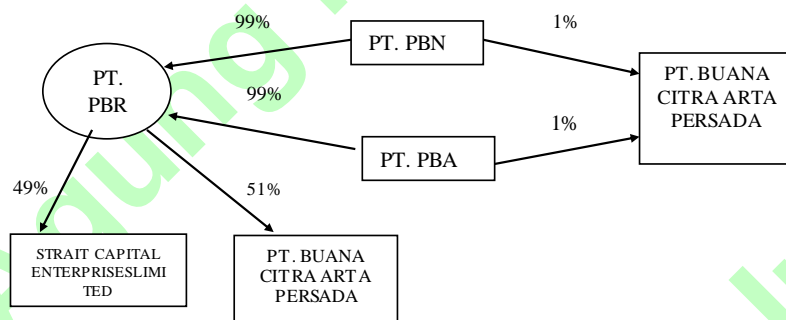 99%
PT. PBN
1%
PT.
PBR
99%
PT. BUANA
CITRA ARTA
PERSADA
PT. PBA
1%
49%
51%
STRAIT CAPITAL
ENTERPRISESLIMI
TED
PT. BUANA
CITRA ARTA
PERSADA
gung